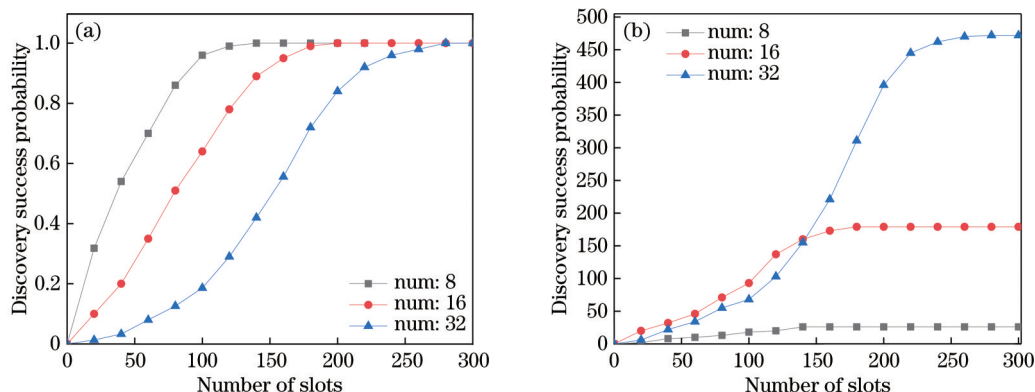 (a)
Discovery success probability
1.0
0.8
0.6
0.4
0.2
0
num: 8
num: 16
num: 32
0 50 100 150 200 250 300
Number of slots
(b)
Discovery success probability
500
450
400
350
300
250
200
150
100
50
0
num: 8
num: 16
num: 32
0 50 100 150 200 250 300
Number of slots